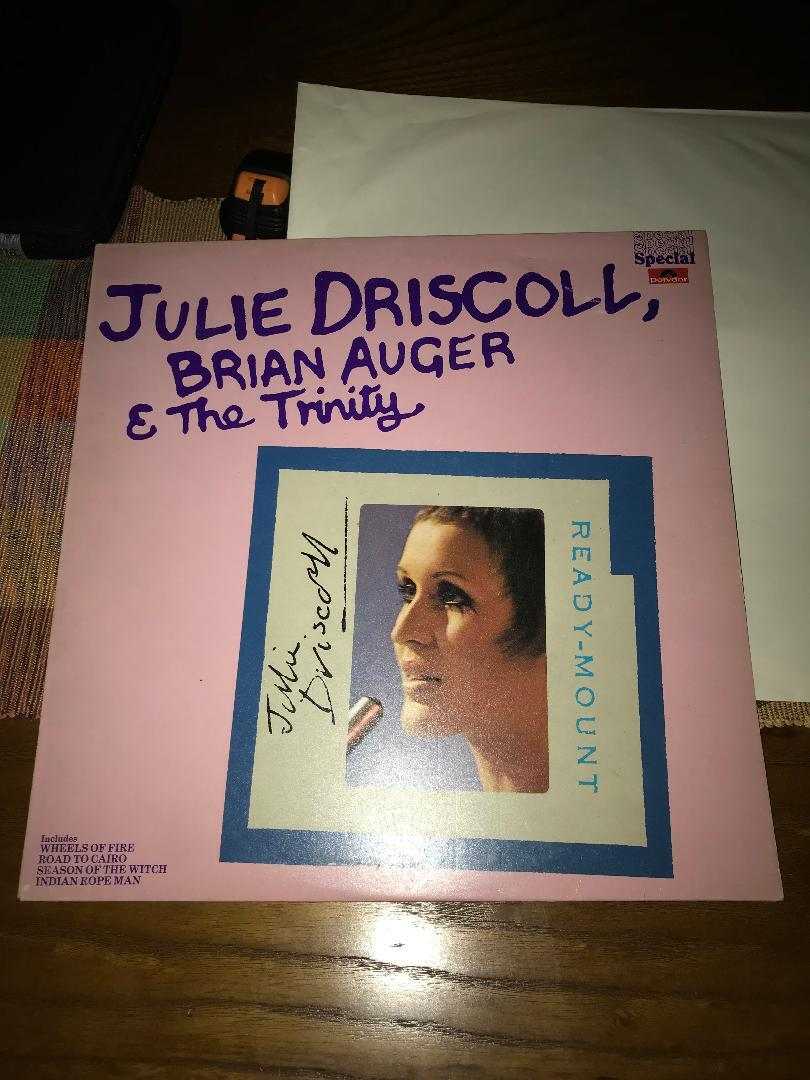 Special
Polydor
JULIE DRISCOLL,
BRIAN AUGER
& The Trinity
READY-MOUNT
Julie
Driscoll
Includes
WHEELS OF FIRE
ROAD TO CAIRO
SEASON OF THE WITCH
INDIAN ROPE MAN